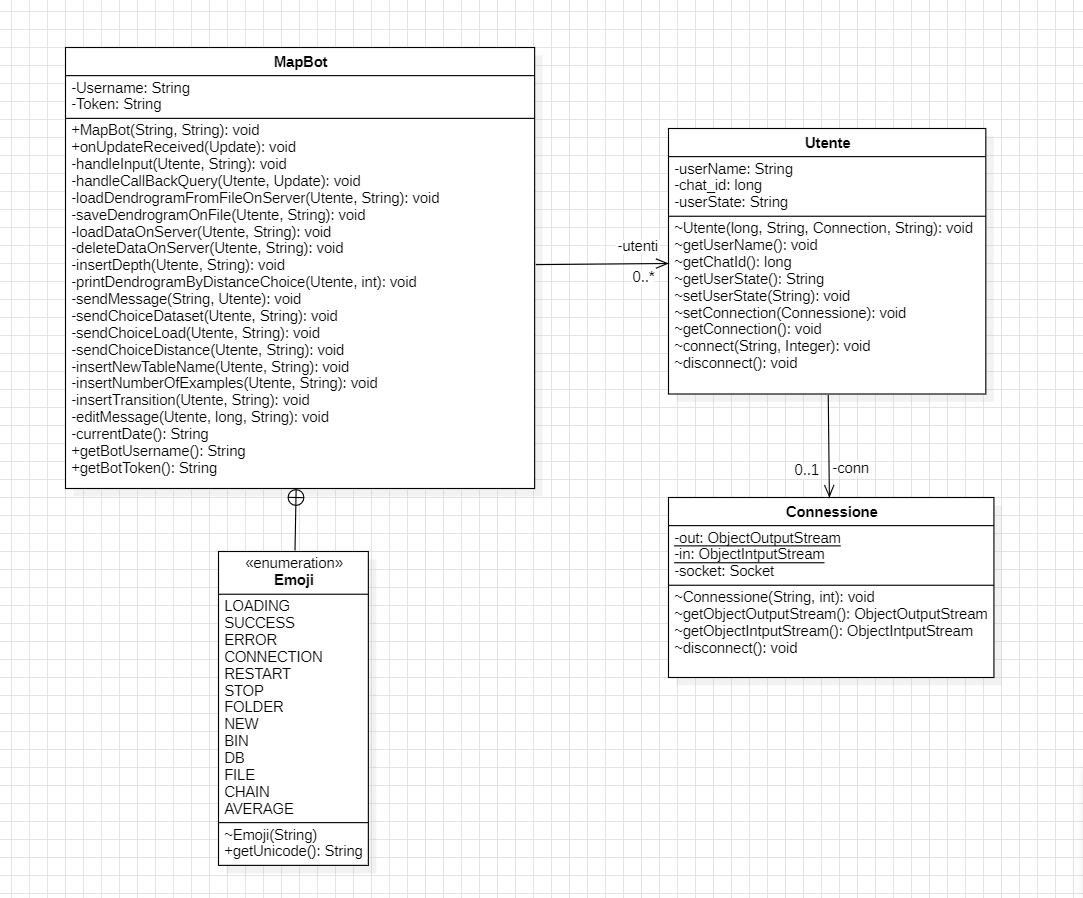 MapBot
-Username: String
-Token: String
+MapBot(String, String): void
+onUpdateReceived(Update): void
-handleInput(Utente, String): void
-handleCallBackQuery(Utente, Update): void
-loadDendrogramFromFileOnServer(Utente, String): void
-saveDendrogramOnFile(Utente, String): void
-loadDataOnServer(Utente, String): void
-deleteDataOnServer(Utente, String): void
-insertDepth(Utente, String): void
-printDendrogramByDistanceChoice(Utente, int): void
-sendMessage(String, Utente): void
-sendChoiceDataset(Utente, String): void
-sendChoiceLoad(Utente, String): void
-sendChoiceDistance(Utente, String): void
-insertNewTableName(Utente, String): void
-insertNumberOfExamples(Utente, String): void
-insertTransition(Utente, String): void
-editMessage(Utente, long, String): void
-currentDate(): String
+getBotUsername(): String
+getBotToken(): String
-utenti
0..*
Utente
-userName: String
-chat_id: long
-userState: String
~Utente(long, String, Connection, String): void
~getUserName(): void
~getChatId(): long
~getUserState(): String
~setUserState(String): void
~setConnection(Connessione): void
~getConnection(): void
~connect(String, Integer): void
~disconnect(): void
0..1
-conn
Connessione
-out: ObjectOutputStream
-in: ObjectIntputStream
-socket: Socket
~Connessione(String, int): void
~getObjectOutputStream(): ObjectOutputStream
~getObjectIntputStream(): ObjectIntputStream
~disconnect(): void
«enumeration»
Emoji
LOADING
SUCCESS
ERROR
CONNECTION
RESTART
STOP
FOLDER
NEW
BIN
DB
FILE
CHAIN
AVERAGE
~Emoji(String)
+getUnicode(): String